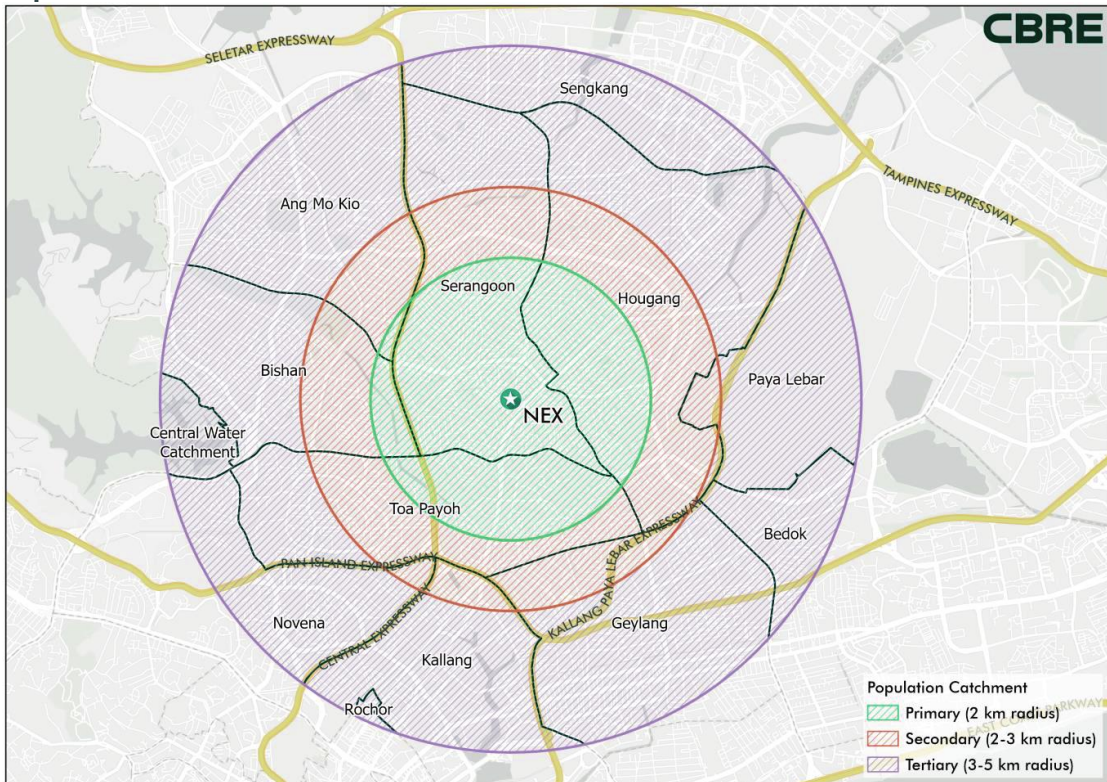 CBRE
SELETAR EXPRESSWAY
Sengkang
TAMPINES EXPRESSWAY
Ang Mo Kio
Serangoon
Hougang
Bishan
Paya Lebar
NEX
Central Water
Catchment
Toa Payoh
Bedok
PAN ISLAND EXPRESSWAY
KALLANG PAYA LEBAR EXPRESSWAY
Novena
Geylang
CENTRAL EXPRESSWAY
Kallang
Rochor
Population Catchment
Primary (2 km radius)
Secondary (2-3 km radius)
Tertiary (3-5 km radius)